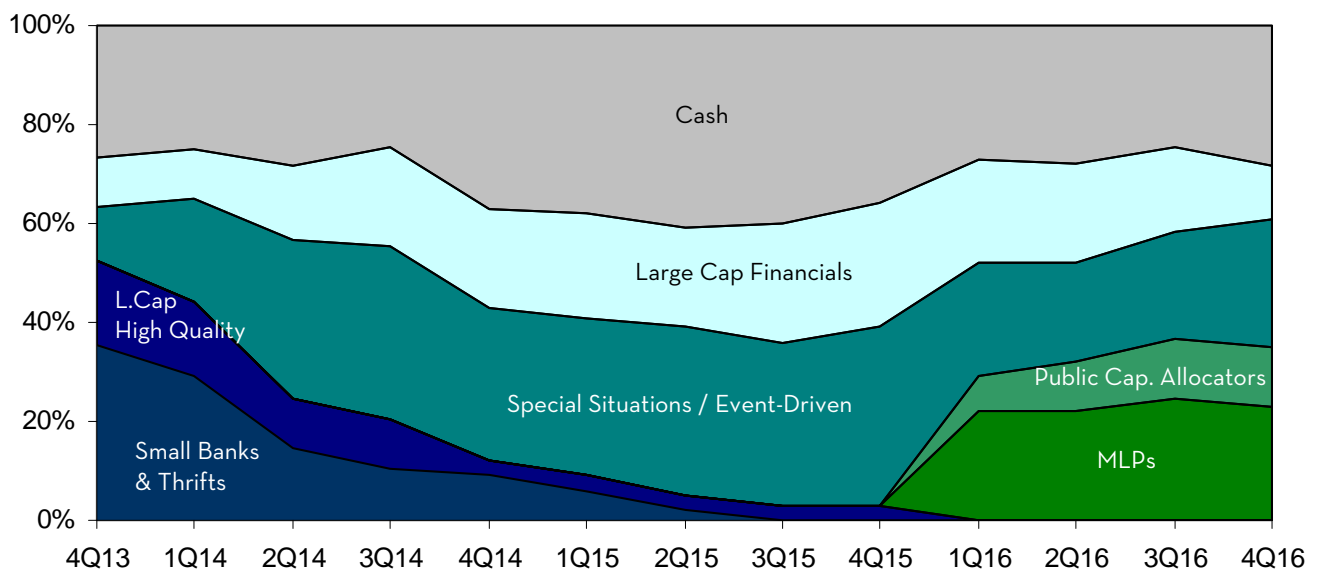 100%
Cash
80%
60%
Large Cap Financials
40%
L.Cap
High Quality
Special Situations / Event-Driven
Public Cap. Allocators
20%
Small Banks
& Thrifts
MLPs
0%
4Q13 1Q14 2Q14 3Q14 4Q14 1Q15 2Q15 3Q15 4Q15 1Q16 2Q16 3Q16 4Q16